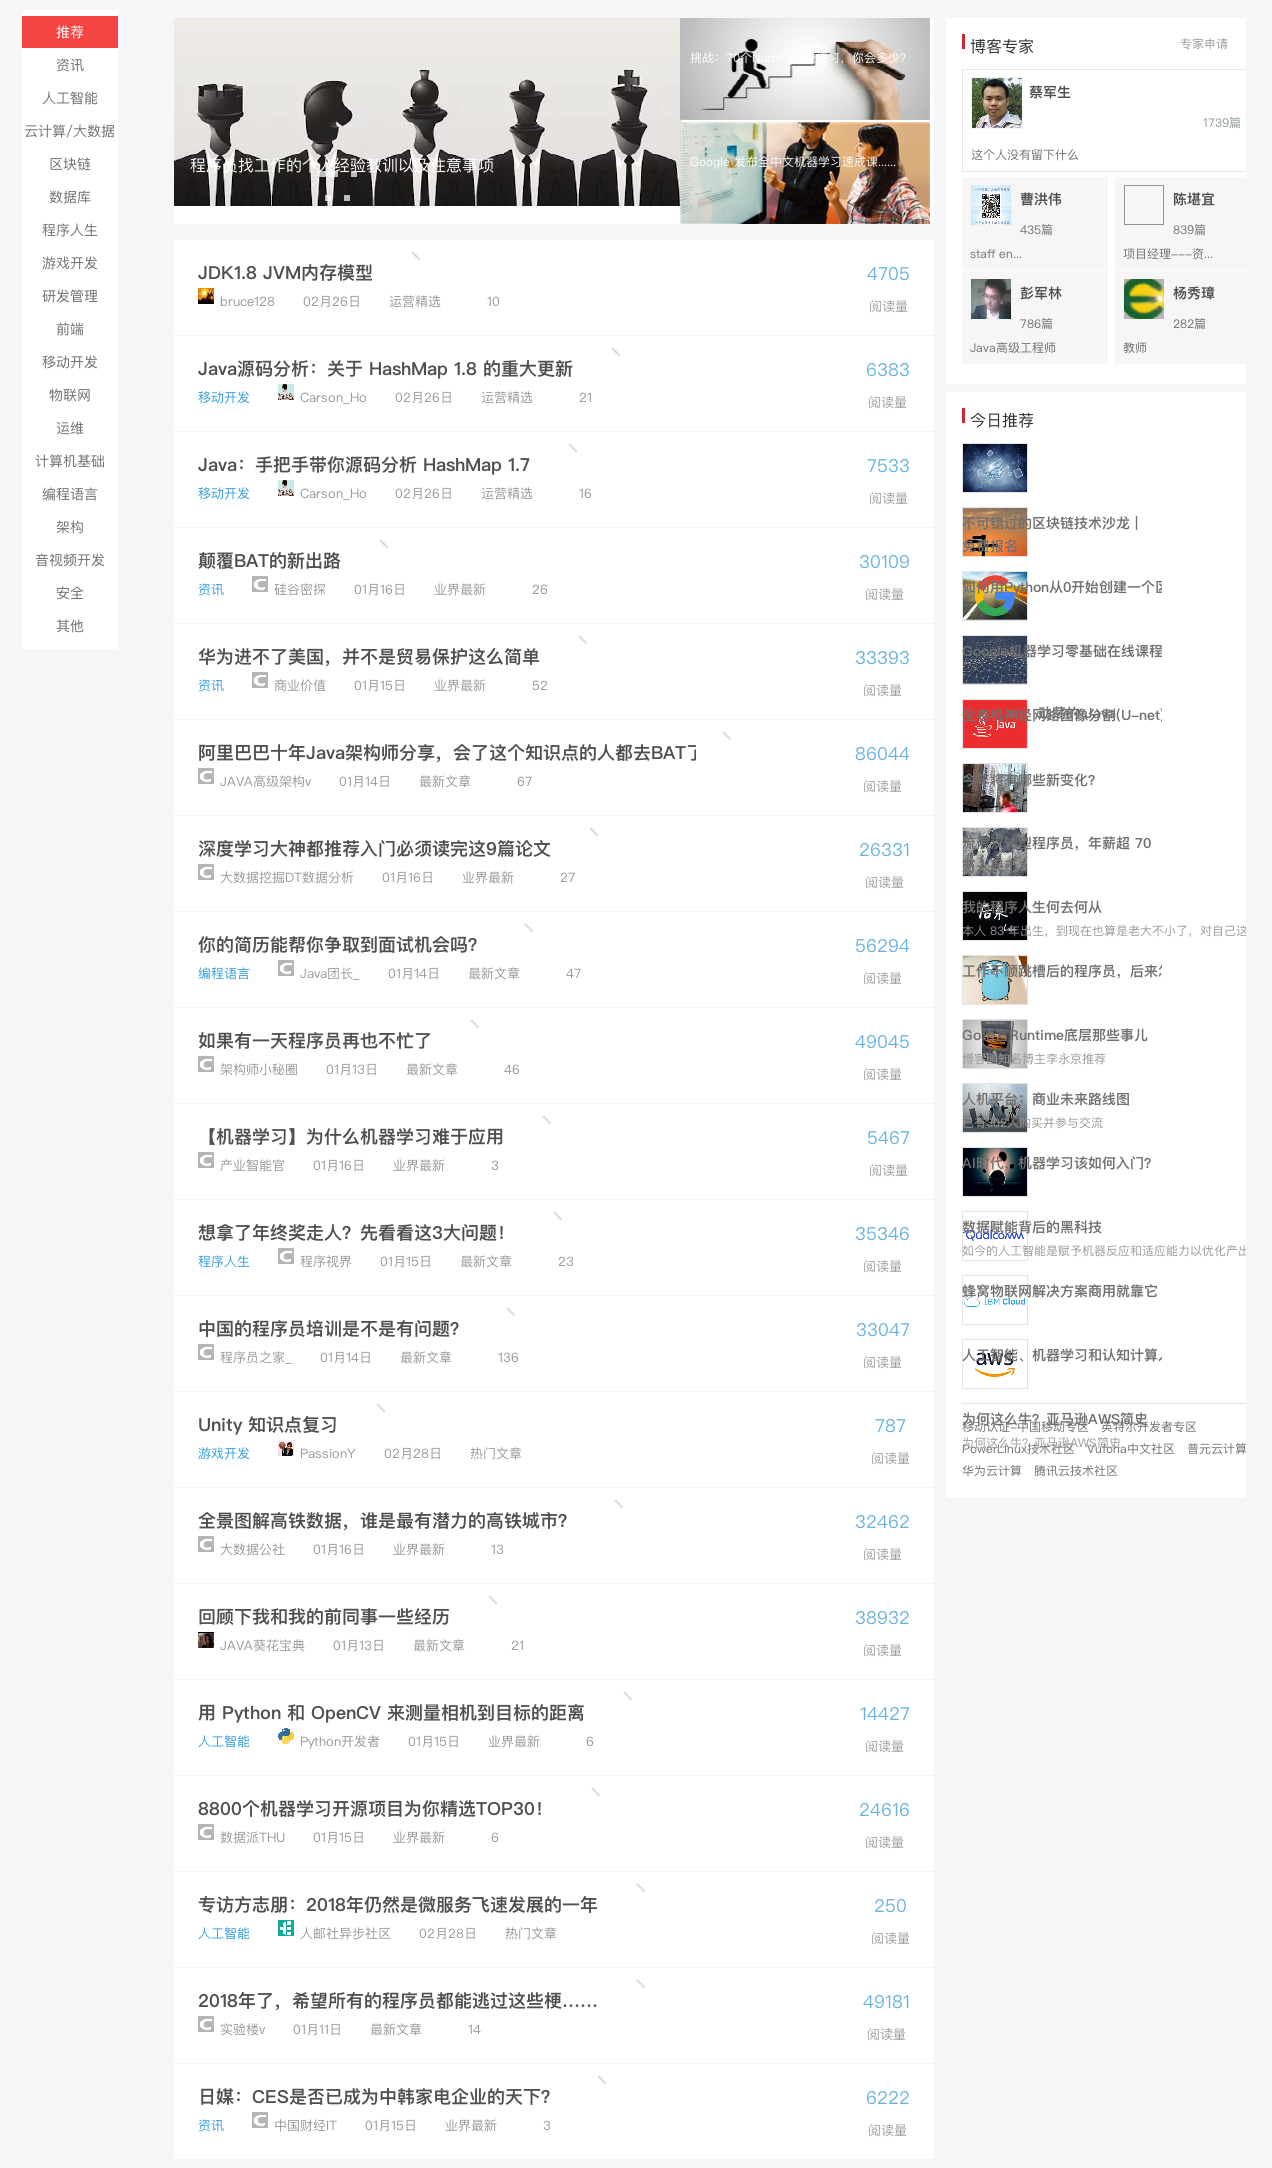 推荐
资讯
人工智能
云计算/大数据
区块链
数据库
程序人生
游戏开发
研发管理
前端
移动开发
物联网
运维
计算机基础
编程语言
架构
音视频开发
安全
其他
程序员找工作的个人经验教训以及注意事项
Google 发布全中文机器学习速成课......
JDK1.8 JVM内存模型
4705
bruce128 02月26日 运营精选 10
阅读量
Java源码分析：关于 HashMap 1.8 的重大更新
6383
移动开发 Carson_Ho 02月26日 运营精选 21
阅读量
Java：手把手带你源码分析 HashMap 1.7
7533
移动开发 Carson_Ho 02月26日 运营精选 16
阅读量
颠覆BAT的新出路
30109
资讯 硅谷密探 01月16日 业界最新 26
阅读量
华为进不了美国，并不是贸易保护这么简单
33393
资讯 商业价值 01月15日 业界最新 52
阅读量
阿里巴巴十年Java架构师分享，会了这个知识点的人都去BAT了
86044
JAVA高级架构v 01月14日 最新文章 67
阅读量
深度学习大神都推荐入门必须读完这9篇论文
26331
大数据挖掘DT数据分析 01月16日 业界最新 27
阅读量
你的简历能帮你争取到面试机会吗？
56294
编程语言 Java团长_ 01月14日 最新文章 47
阅读量
如果有一天程序员再也不忙了
49045
架构师小秘圈 01月13日 最新文章 46
阅读量
【机器学习】为什么机器学习难于应用
5467
产业智能官 01月16日 业界最新 3
阅读量
想拿了年终奖走人？先看看这3大问题！
35346
程序人生 程序视界 01月15日 最新文章 23
阅读量
中国的程序员培训是不是有问题？
33047
程序员之家_ 01月14日 最新文章 136
阅读量
Unity 知识点复习
787
游戏开发 PassionY 02月28日 热门文章
阅读量
全景图解高铁数据，谁是最有潜力的高铁城市？
32462
大数据公社 01月16日 业界最新 13
阅读量
回顾下我和我的前同事一些经历
38932
JAVA葵花宝典 01月13日 最新文章 21
阅读量
用 Python 和 OpenCV 来测量相机到目标的距离
14427
人工智能 Python开发者 01月15日 业界最新 6
阅读量
8800个机器学习开源项目为你精选TOP30！
24616
数据派THU 01月15日 业界最新 6
阅读量
专访方志朋：2018年仍然是微服务飞速发展的一年
250
人工智能 人邮社异步社区 02月28日 热门文章
阅读量
2018年了，希望所有的程序员都能逃过这些梗……
49181
实验楼v 01月11日 最新文章 14
阅读量
日媒：CES是否已成为中韩家电企业的天下？
6222
资讯 中国财经IT 01月15日 业界最新 3
阅读量
博客专家 专家申请
蔡军生
1739篇
这个人没有留下什么
曹洪伟
435篇
staff en...
陈堪宜
839篇
项目经理---资...
彭军林
786篇
Java高级工程师
杨秀璋
282篇
教师
今日推荐
不可错过的区块链技术沙龙 |
免费报名
如何用Python从0开始创建一个区
Google机器学习零基础在线课程
Java
哪些新变化？
程序员，年薪超 70
我的程序人生何去何从
本人 83 年出生，到现在也算是老大不小了，对自己这
工作不顺跳槽后的程序员，后来怎
Runtime底层那些事儿
博主李永京推荐
人机平台：商业未来路线图
购买并参与交流
AI时代，机器学习该如何入门？
数据赋能背后的黑科技
Qualcomm
如今的人工智能是赋予机器反应和适应能力以优化产出
蜂窝物联网解决方案商用就靠它
IBM Cloud
人工智能、机器学习和认知计算
aws
为何这么牛？亚马逊AWS简史
移动认证-中国移动专区 英特尔开发者专区
为何这么牛？亚马逊AWS简史
PowerLinux技术社区 Vuforia中文社区 普元云计算
华为云计算 腾讯云技术社区